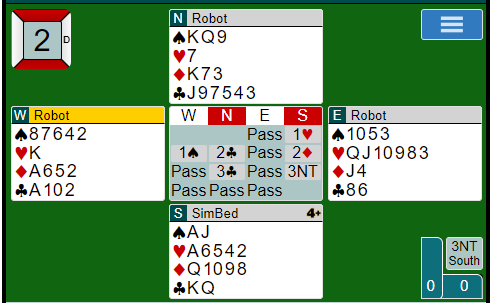 2
D
N Robot
♠KQ9
♥7
♦K73
♣J97543
W Robot
♠87642
♥K
♦A652
♣A102
W N E S
Pass 1♥
1♠ 2♣ Pass 2♦
Pass 3♣ Pass 3NT
Pass Pass Pass
E Robot
♠1053
♥QJ10983
♦J4
♣86
S SimBed 4+
♠AJ
♥A6542
♦Q1098
♣KQ
3NT
South
0 0